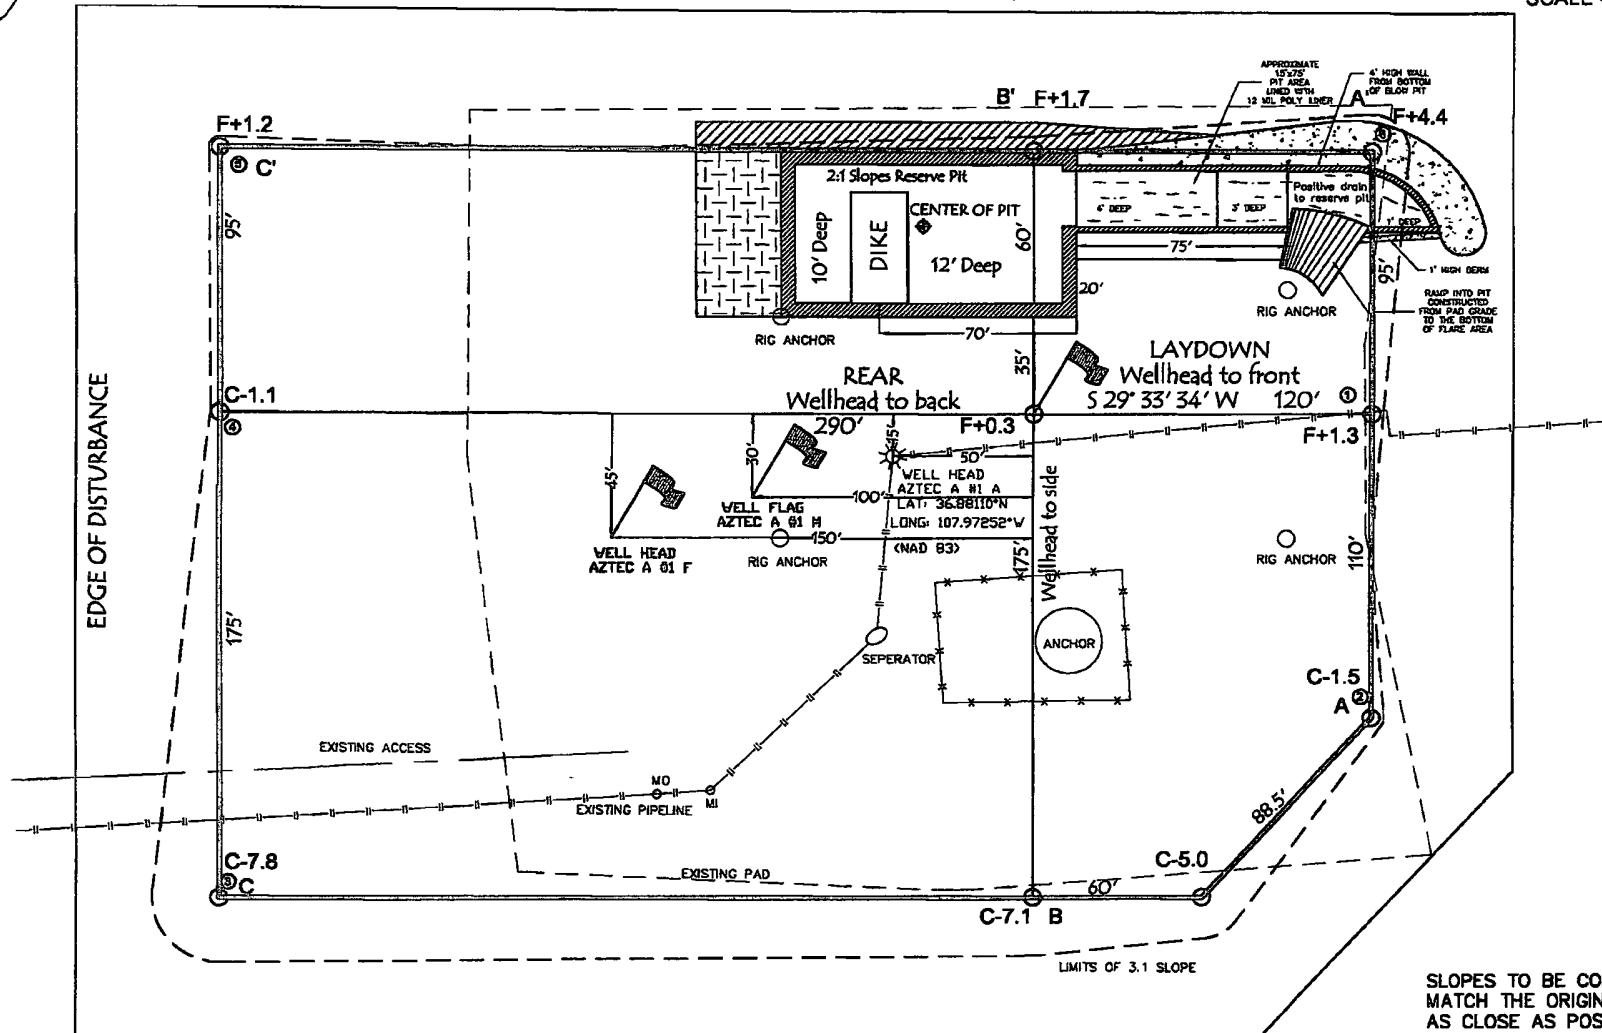 B'
F+1.7
APPROXIMATE
15'x75'
PIT AREA
LINED WITH
12 MIL POLY LINER
4' HIGH WALL
FROM BOTTOM
OF BLOW PIT
A'
F+4.4
F+1.2
5
C'
95'
2:1 Slopes Reserve Pit
10' Deep
DIKE
CENTER OF PIT
12' Deep
60'
6' DEEP
3' DEEP
Positive drain
to reserve pit
1' DEEP
75'
20'
70'
95'
1' HIGH BERM
RAMP INTO PIT
CONSTRUCTED
FROM PAD GRADE
TO THE BOTTOM
OF FLARE AREA
RIG ANCHOR
RIG ANCHOR
35'
EDGE OF DISTURBANCE
C-1.1
4
REAR
Wellhead to back
290'
LAYDOWN
Wellhead to front
S 29° 33' 34' W 120'
1
F+0.3
F+1.3
45'
30'
50'
WELL HEAD
AZTEC A #1 A
LAT: 36.88110°N
LONG: 107.97252°W
(NAD 83)
100'
WELL FLAG
AZTEC A 01 M
150'
WELL HEAD
AZTEC A 01 F
RIG ANCHOR
RIG ANCHOR
175'
Wellhead to side
110'
175'
ANCHOR
SEPERATOR
C-1.5
2
A
EXISTING ACCESS
MO
MI
EXISTING PIPELINE
88.5'
C-7.8
3
C
EXISTING PAD
C-5.0
60'
C-7.1 B
LIMITS OF 3.1 SLOPE
SLOPES TO BE CO
MATCH THE ORIGIN
AS CLOSE AS POS